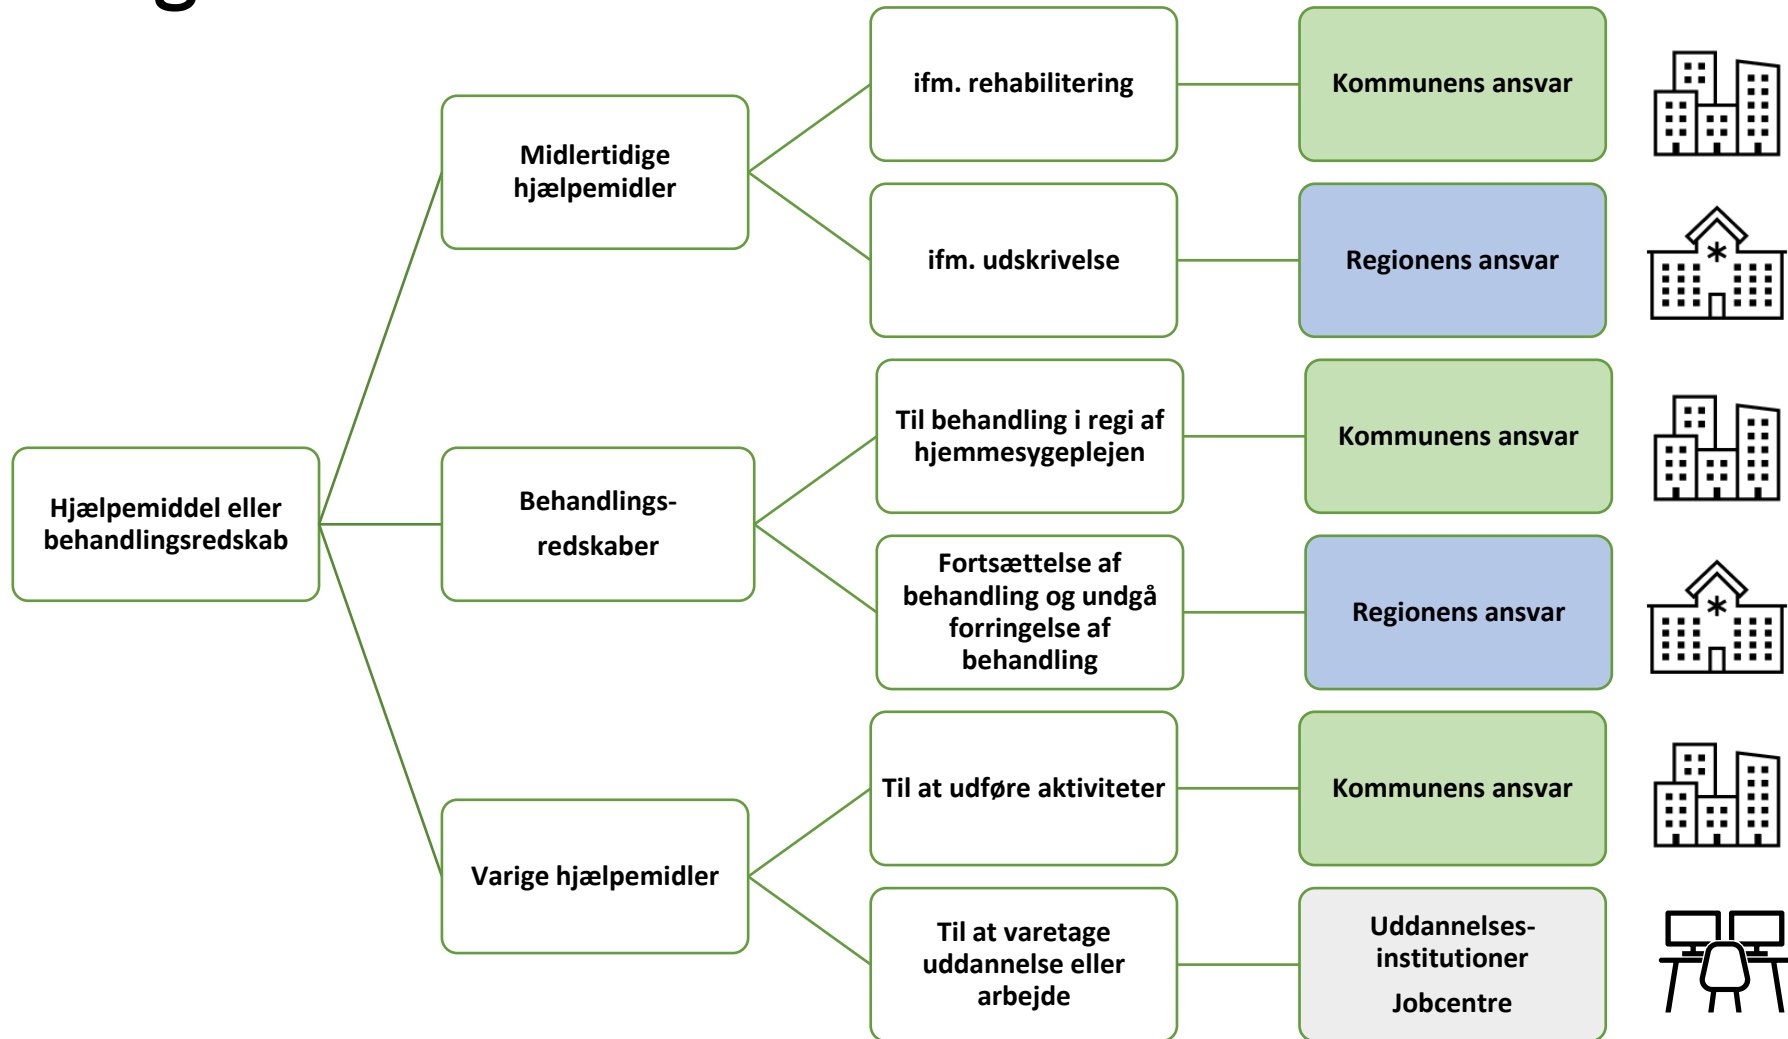 Hjælpemiddel eller
behandlingsredskab
Midlertidige
hjælpemidler
ifm. rehabilitering
Kommunens ansvar
ifm. udskrivelse
Regionens ansvar
Behandlings-
redskaber
Til behandling i regi af
hjemmesygeplejen
Kommunens ansvar
Fortsættelse af
behandling og undgå
forringelse af
behandling
Regionens ansvar
Varige hjælpemidler
Til at udføre aktiviteter
Kommunens ansvar
Til at varetage
uddannelse eller
arbejde
Uddannelses-
institutioner
Jobcentre